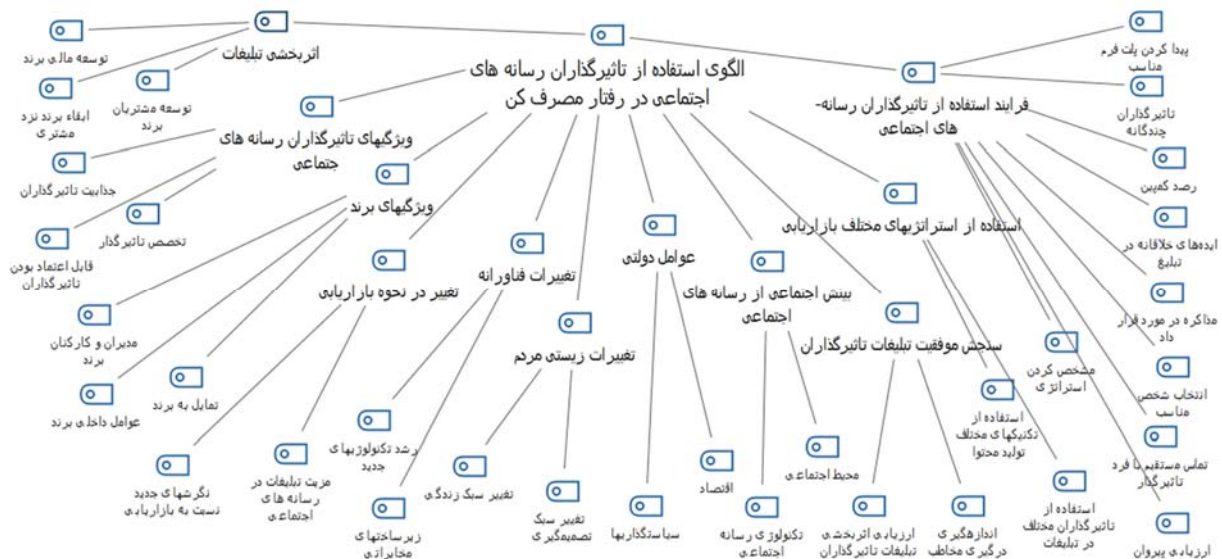 الگوی استفاده از تاثیرگذاران رسانه های
اجتماعی در رفتار مصرف کن
پیدا کردن پلت فرم
مناسب
تاثیرگذاران
چندگانه
رصد کمپین
ایده‌های خلاقانه در
تبلیغ
مذاکره در مورد قرار
داد
انتخاب شخص
مناسب
تماس مستقیم با فرد
تاثیرگذار
ارزیابی پیروان
مشخص کردن
استراتژی
فرایند استفاده از تاثیرگذاران رسانه-
های اجتماعی
استفاده از استراتژیهای مختلف بازاریابی
استفاده از
تکنیکهای مختلف
تولید محتوا
استفاده از
تاثیرگذاران مختلف
در تبلیغات
سنجش موفقیت تبلیغات تاثیرگذاران
اندازهگیری
درگیری مخاطب
ارزیابی اثربخشی
تبلیغات تاثیرگذاران
بینش اجتماعی از رسانه های
اجتماعی
محیط اجتماعی
تکنولوژی رسانه
اجتماعی
عوامل دولتی
اقتصاد
سیاستگذاریها
تغییرات زیستی مردم
تغییر سبک
تصمیم‌گیری
تغییر سبک زندگی
تغییرات فناورانه
رشد تکنولوژیهای
جدید
زیرساختهای
مخابراتی
تغییر در نحوه بازاریابی
مزیت تبلیغات در
رسانه های
اجتماعی
نگرشهای جدید
نسبت به بازاریابی
ویژگیهای برند
تمایل به برند
عوامل داخلی برند
مدیران و کارکنان
برند
ویژگیهای تاثیرگذاران رسانه های
جتماعی
تخصص تاثیرگذار
قابل اعتماد بودن
تاثیرگذاران
جذابیت تاثیرگذاران
اثربخشی تبلیغات
توسعه مشتریان
برند
ابقاء برند نزد
مشتری
توسعه مالی برند